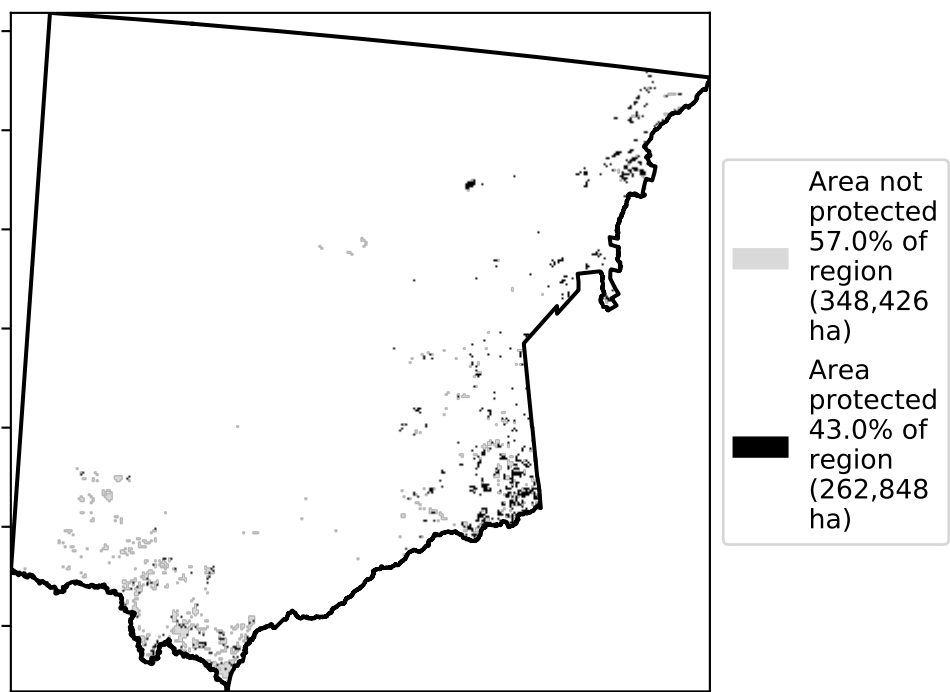 Area not
protected
57.0% of
region
(348,426
ha)
Area
protected
43.0% of
region
(262,848
ha)